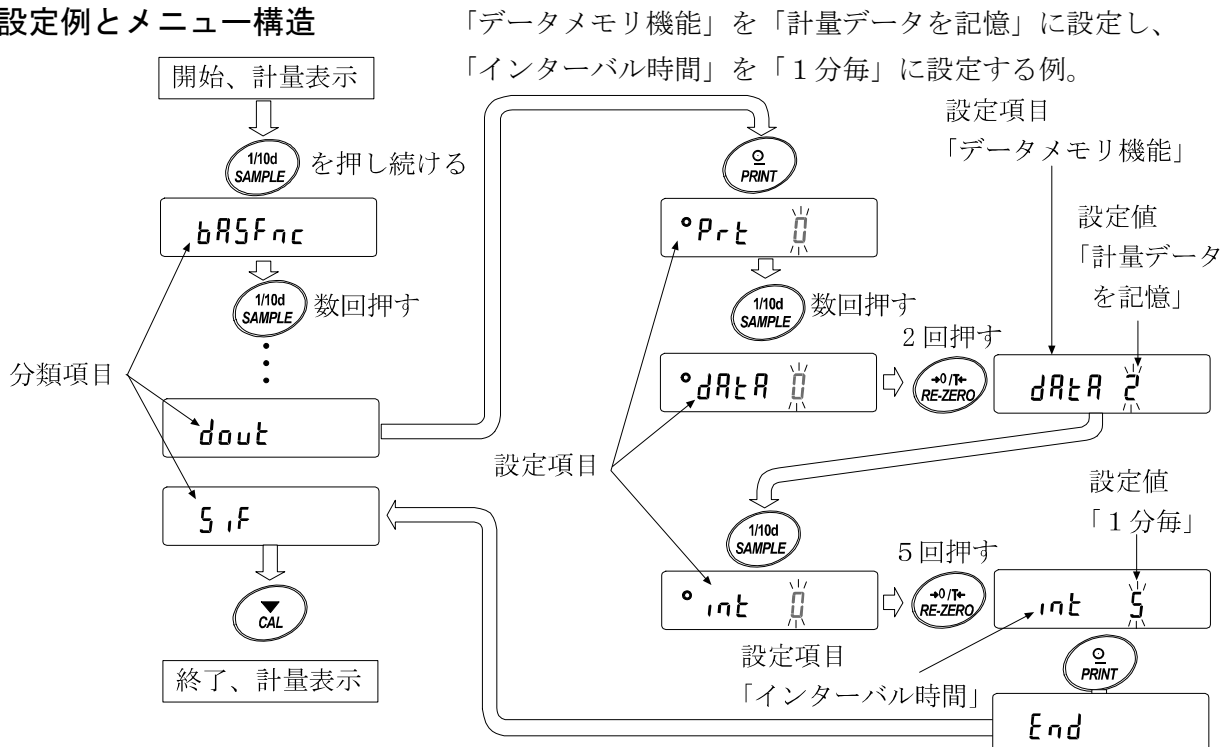 設定例とメニュー構造
「データメモリ機能」を「計量データを記憶」に設定し、
「インターバル時間」を「１分毎」に設定する例。
開始、計量表示
1/10d
SAMPLE
を押し続ける
bASFnc
1/10d
SAMPLE
数回押す
分類項目
dout
S iF
CAL
終了、計量表示
PRINT
Prt 0
1/10d
SAMPLE
数回押す
dAtA 0
２回押す
→0/T←
RE-ZERO
設定項目
「データメモリ機能」
設定値
「計量データ
を記憶」
dAtA 2
設定項目
1/10d
SAMPLE
int 0
５回押す
→0/T←
RE-ZERO
設定値
「１分毎」
int 5
設定項目
「インターバル時間」
PRINT
End